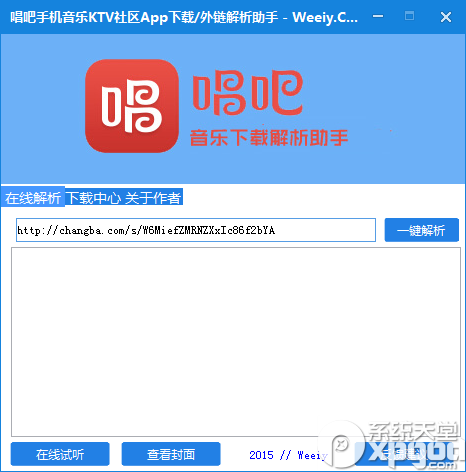 唱吧手机音乐KTV社区App下载/外链解析助手 - Weeiy.C...
唱
唱吧
音乐下载解析助手
在线解析 下载中心 关于作者
http://changba.com/s/W6MiefZMRNZXxIc86f2bYA
一键解析
在线试听
查看封面
2015 // Weeiy
系统天堂
xpgod